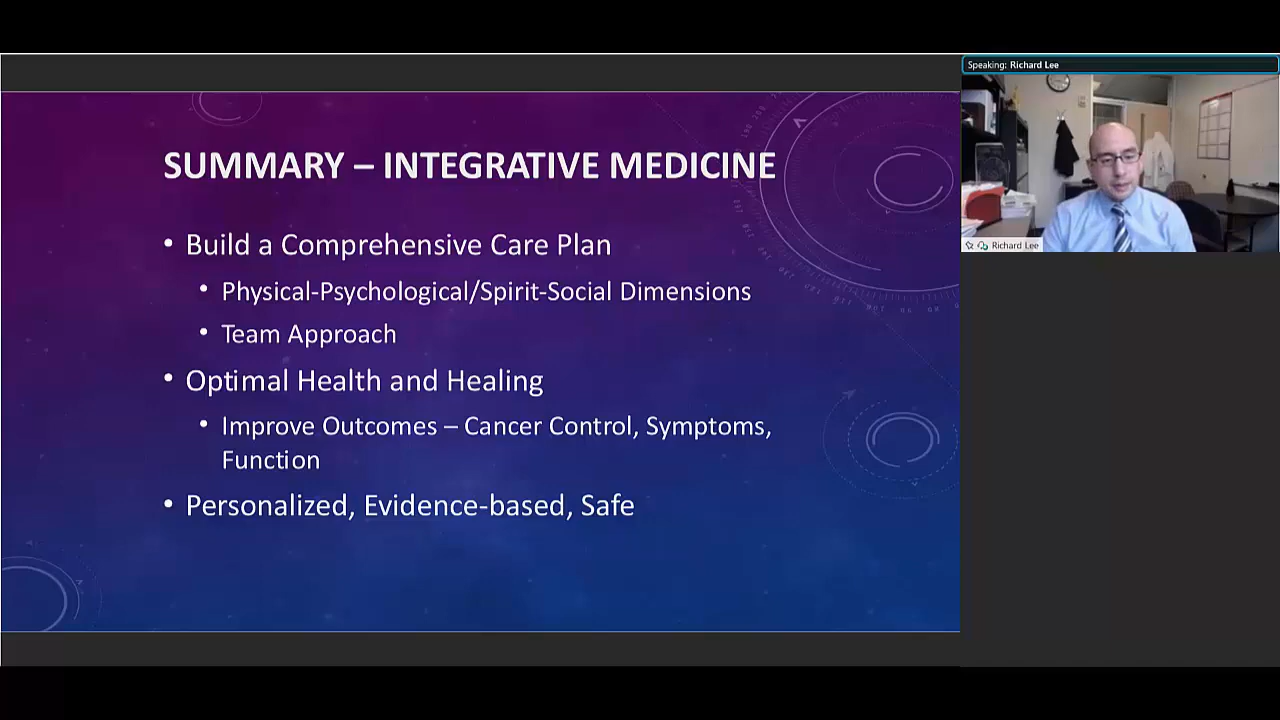 Speaking: Richard Lee
SUMMARY – INTEGRATIVE MEDICINE
• Build a Comprehensive Care Plan
• Physical-Psychological/Spirit-Social Dimensions
• Team Approach
• Optimal Health and Healing
• Improve Outcomes – Cancer Control, Symptoms,
Function
• Personalized, Evidence-based, Safe
Richard Lee